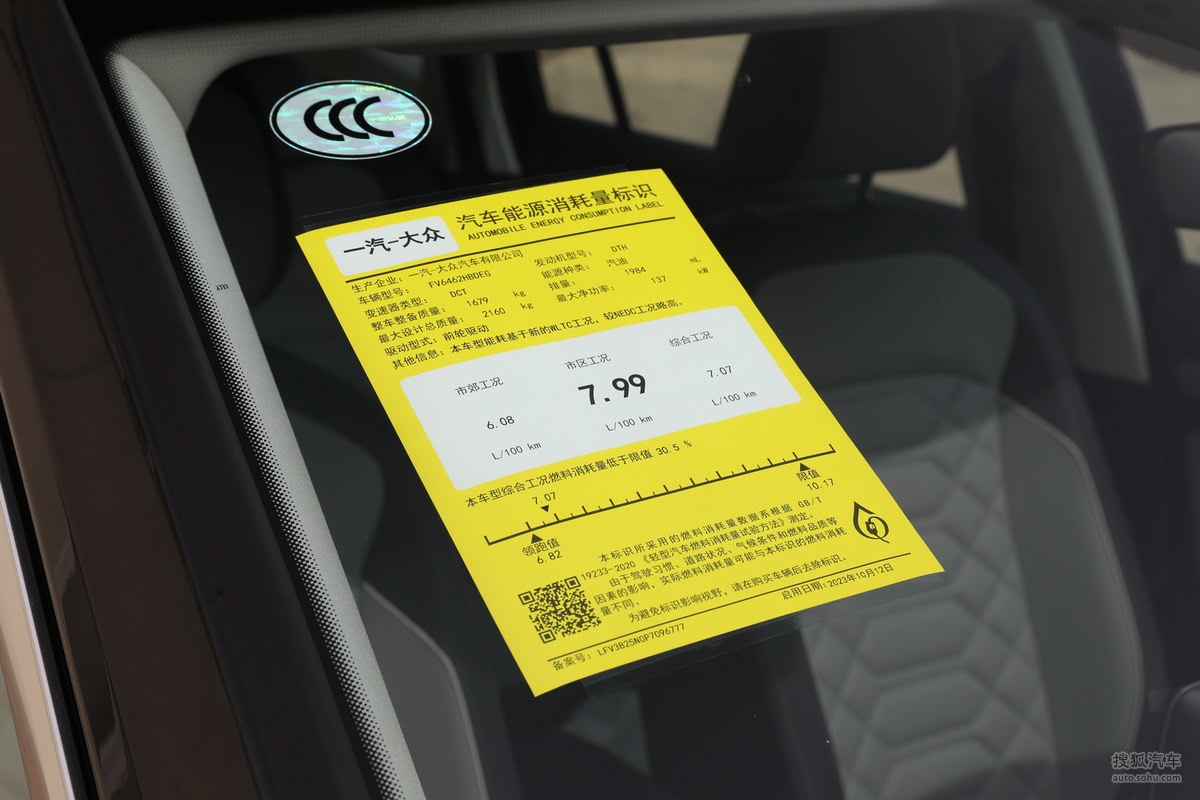 CCC
一汽-大众
汽车能源消耗量标识
AUTOMOBILE ENERGY CONSUMPTION LABEL
生产企业: 一汽-大众汽车有限公司
车辆型号: FV6462HBDEG 发动机型号: DTH
变速器类型: DCT 能源种类: 汽油
整车整备质量: 1679 kg 排量: 1984 mL
最大设计总质量: 2160 kg 最大净功率: 137 kW
驱动型式: 前轮驱动
其他信息: 本车型能耗基于新的WLTC工况，较NEDC工况略高。
市郊工况 市区工况 综合工况
6.08 7.99 7.07
L/100 km L/100 km L/100 km
本车型综合工况燃料消耗量低于限值 30.5 %
7.07
领跑值 限值
6.82 10.17
本标识所采用的燃料消耗量数据系根据 GB/T
19233-2020 《轻型汽车燃料消耗量试验方法》测定。
由于驾驶习惯、道路状况、气候条件和燃料品质等
因素的影响，实际燃料消耗量可能与本标识的燃料消耗
量不同。
为避免标识影响视野，请在购买车辆后去除标识。
备案号: LFV3B25NGP7096777 启用日期: 2023年10月12日
搜狐汽车
auto.sohu.com